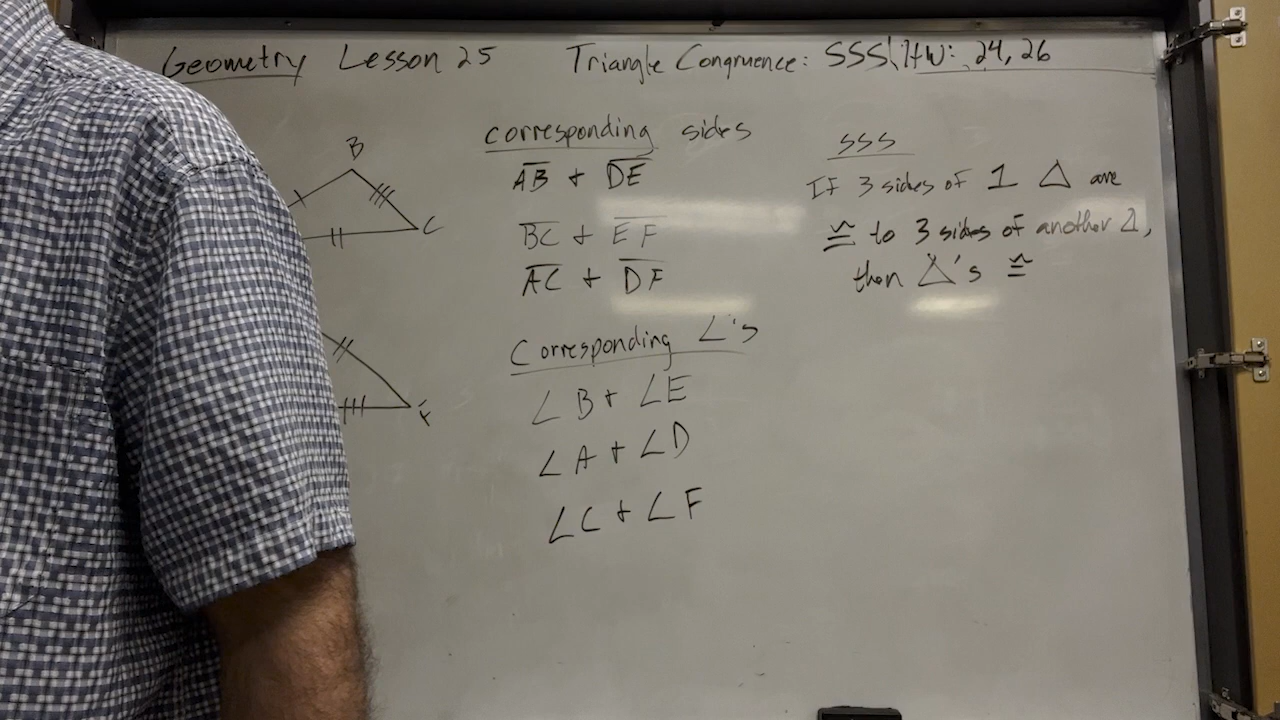 Geometry Lesson 25 Triangle Congruence: SSS\HW: 24, 26
B
C
F
corresponding sides
AB + DE
BC + EF
AC + DF
Corresponding ∠'s
∠B + ∠E
∠A + ∠D
∠C + ∠F
SSS
If 3 sides of 1 △ are
≅ to 3 sides of another △,
then △'s ≅